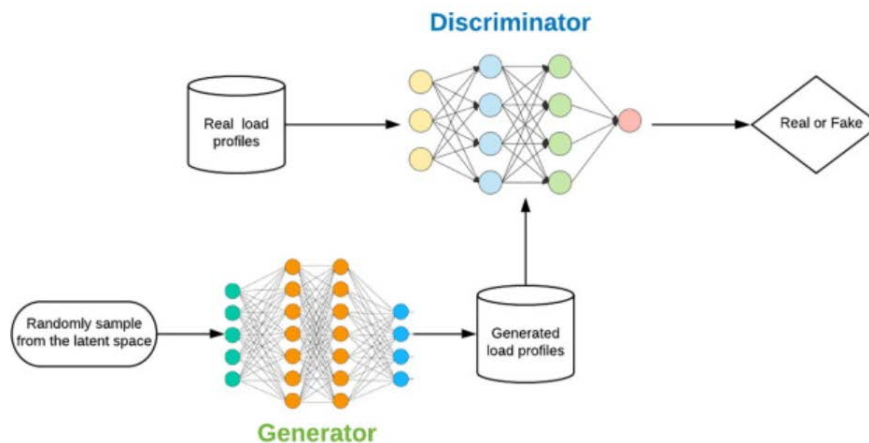 Discriminator
Real load
profiles
Real or Fake
Randomly sample
from the latent space
Generated
load profiles
Generator